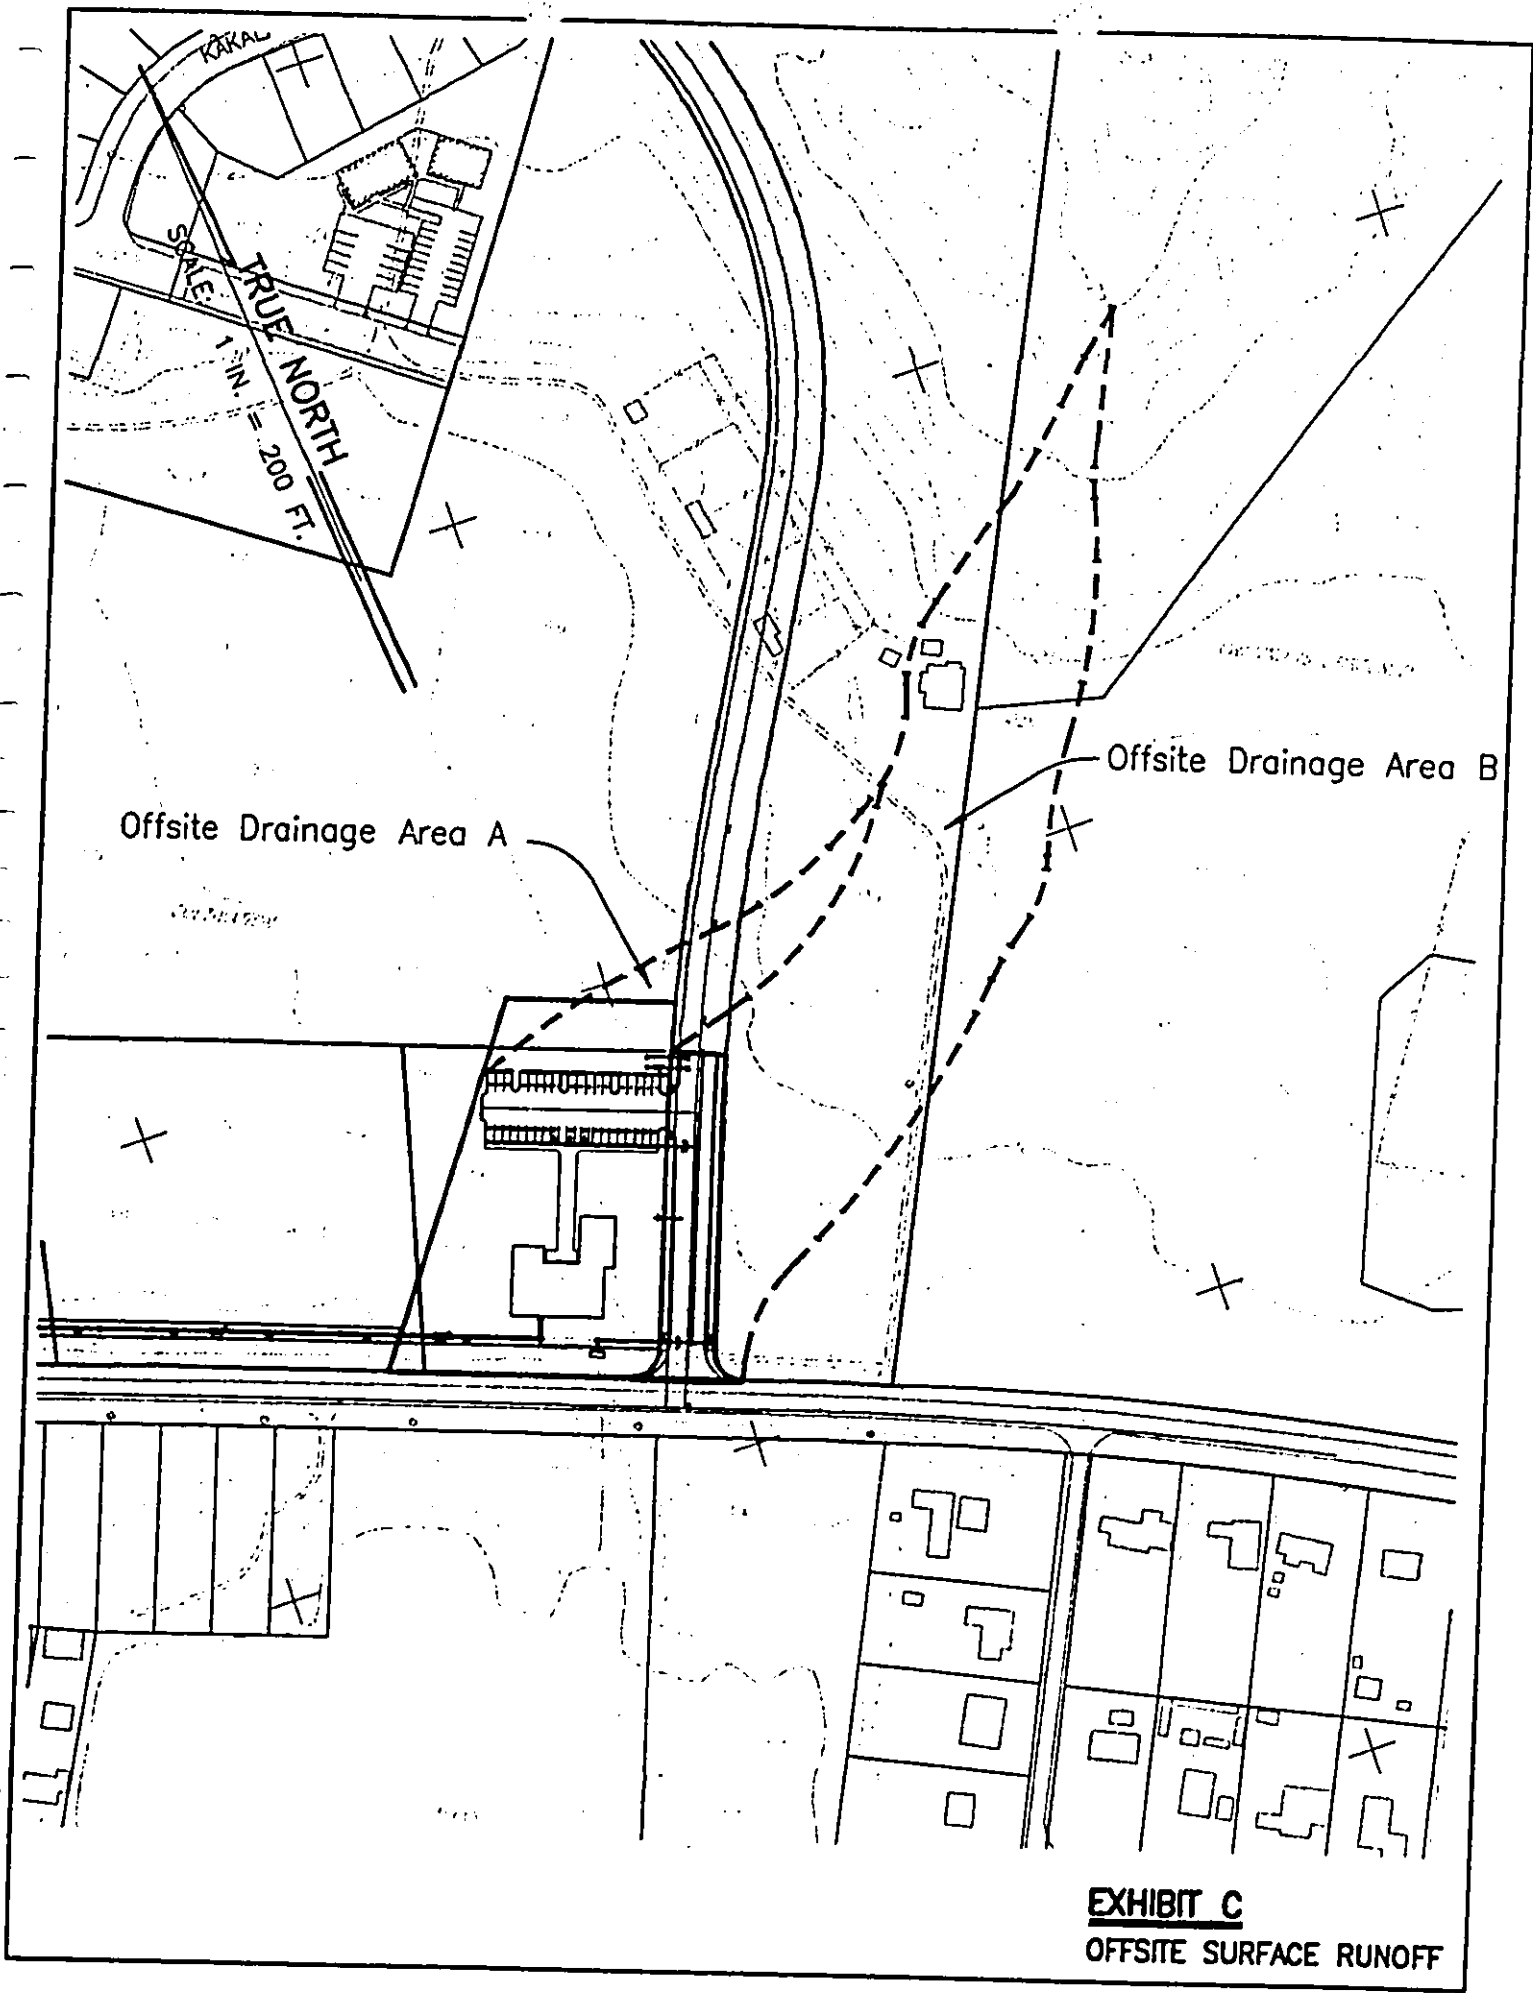 KAKAL
TRUE NORTH
SCALE: 1 IN. = 200 FT.
Offsite Drainage Area B
Offsite Drainage Area A
EXHIBIT C
OFFSITE SURFACE RUNOFF